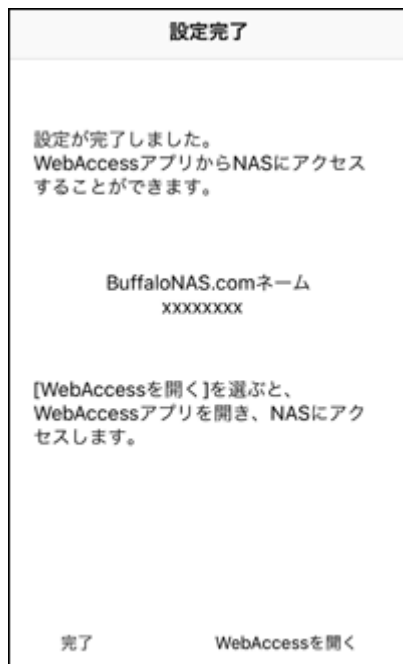 設定完了
設定が完了しました。
WebAccessアプリからNASにアクセス
することができます。
BuffaloNAS.comネーム
xxxxxxxx
[WebAccessを開く]を選ぶと、
WebAccessアプリを開き、NASにアク
セスします。
完了
WebAccessを開く